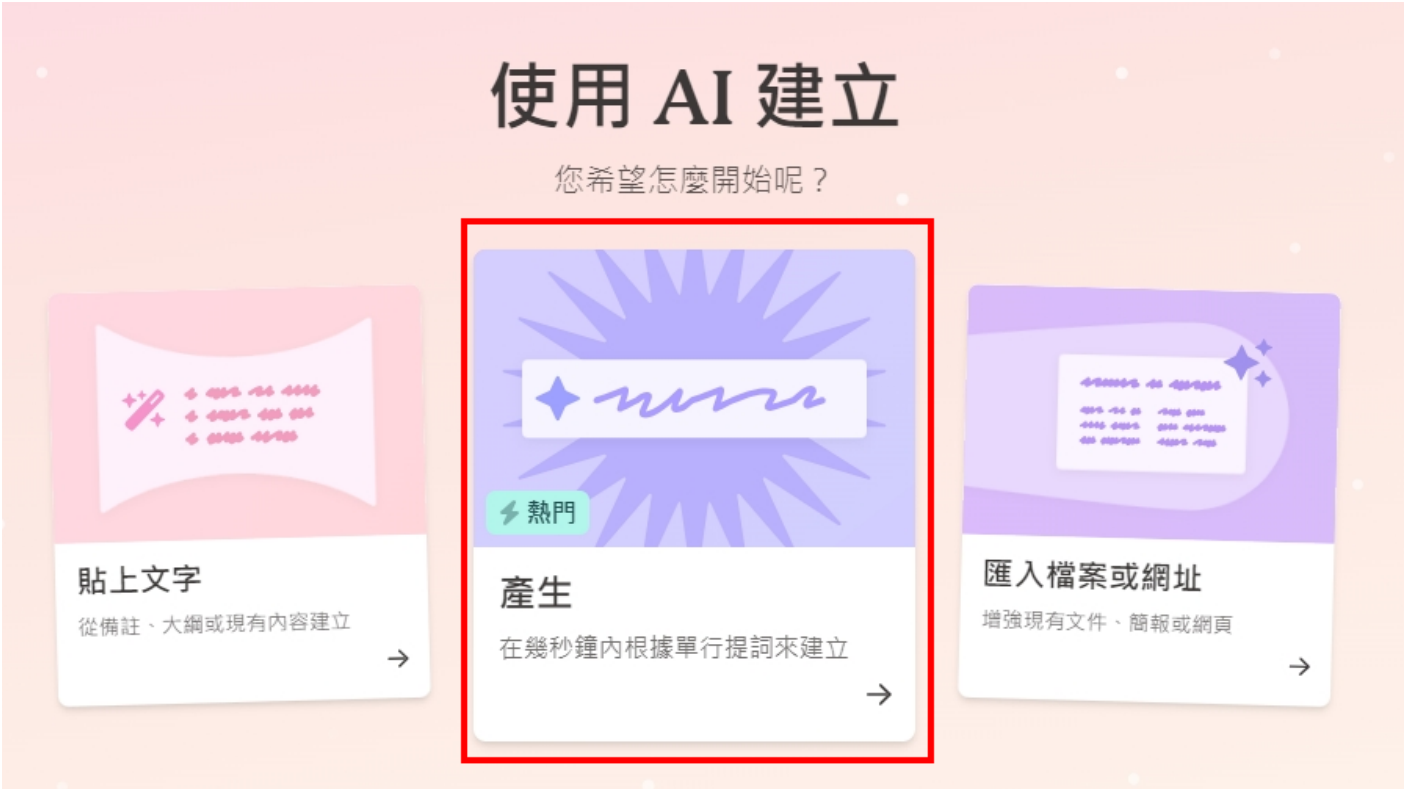 使用 AI 建立
您希望怎麼開始呢？
貼上文字
從備註、大綱或現有內容建立
熱門
產生
在幾秒鐘內根據單行提詞來建立
匯入檔案或網址
增強現有文件、簡報或網頁